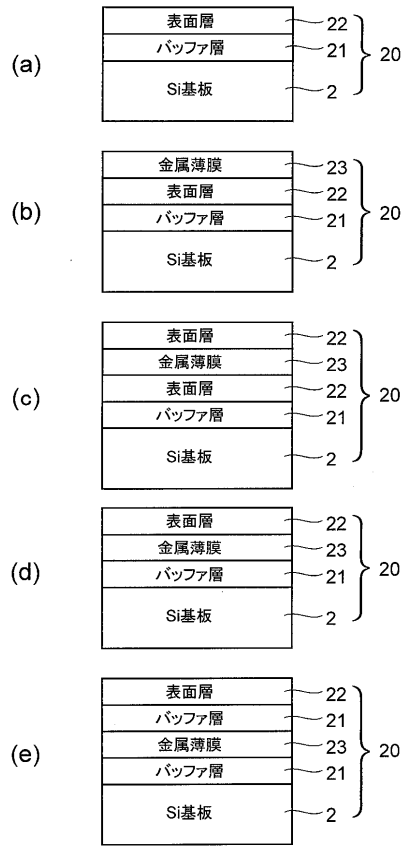 (a)
表面層 22
バッファ層 21
Si基板 2
20
(b)
金属薄膜 23
表面層 22
バッファ層 21
Si基板 2
20
(c)
表面層 22
金属薄膜 23
表面層 22
バッファ層 21
Si基板 2
20
(d)
表面層 22
金属薄膜 23
バッファ層 21
Si基板 2
20
(e)
表面層 22
バッファ層 21
金属薄膜 23
バッファ層 21
Si基板 2
20